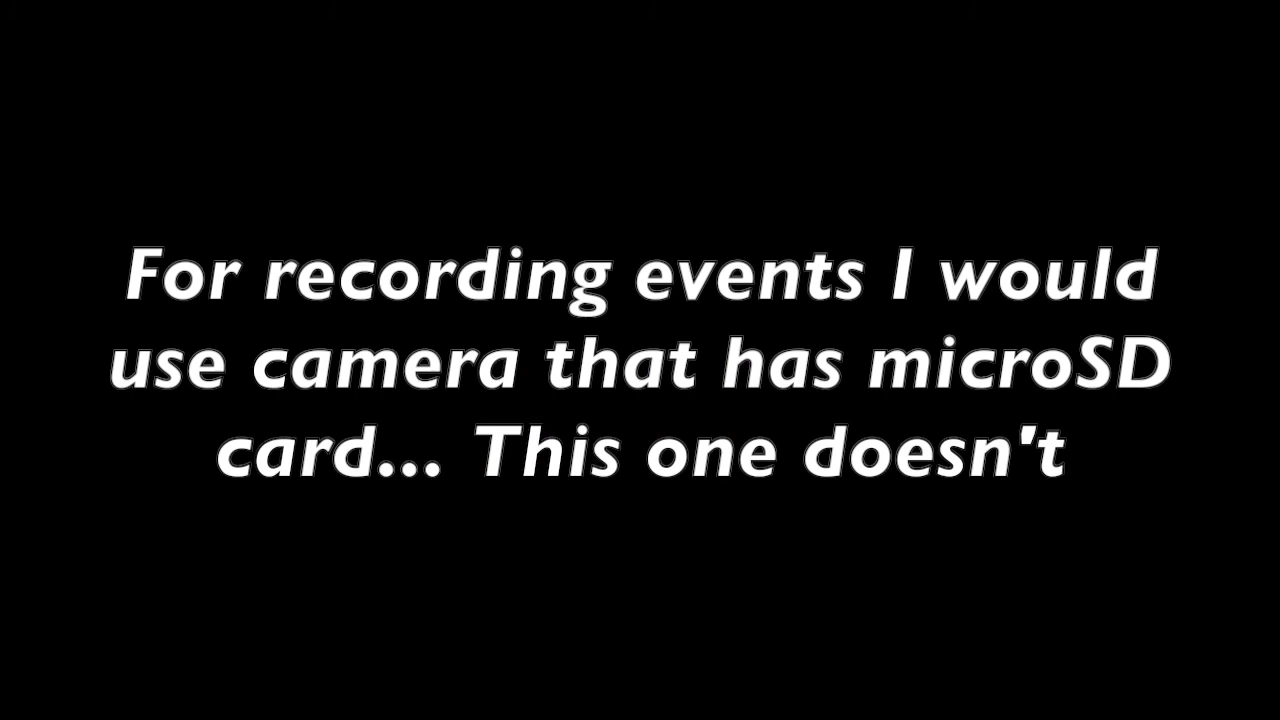 For recording events I would
use camera that has microSD
card... This one doesn't